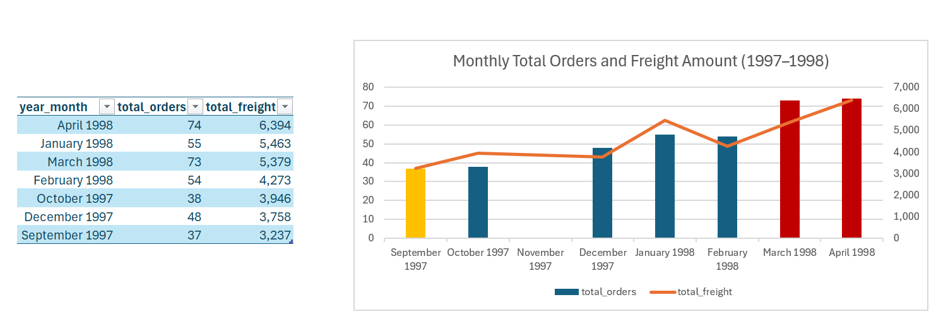 year_month total_orders total_freight
April 1998 74 6,394
January 1998 55 5,463
March 1998 73 5,379
February 1998 54 4,273
October 1997 38 3,946
December 1997 48 3,758
September 1997 37 3,237
Monthly Total Orders and Freight Amount (1997–1998)
80 7,000
70 6,000
60 5,000
50 4,000
40 3,000
30 2,000
20 1,000
10 0
0
September 1997
October 1997
November 1997
December 1997
January 1998
February 1998
March 1998
April 1998
total_orders total_freight